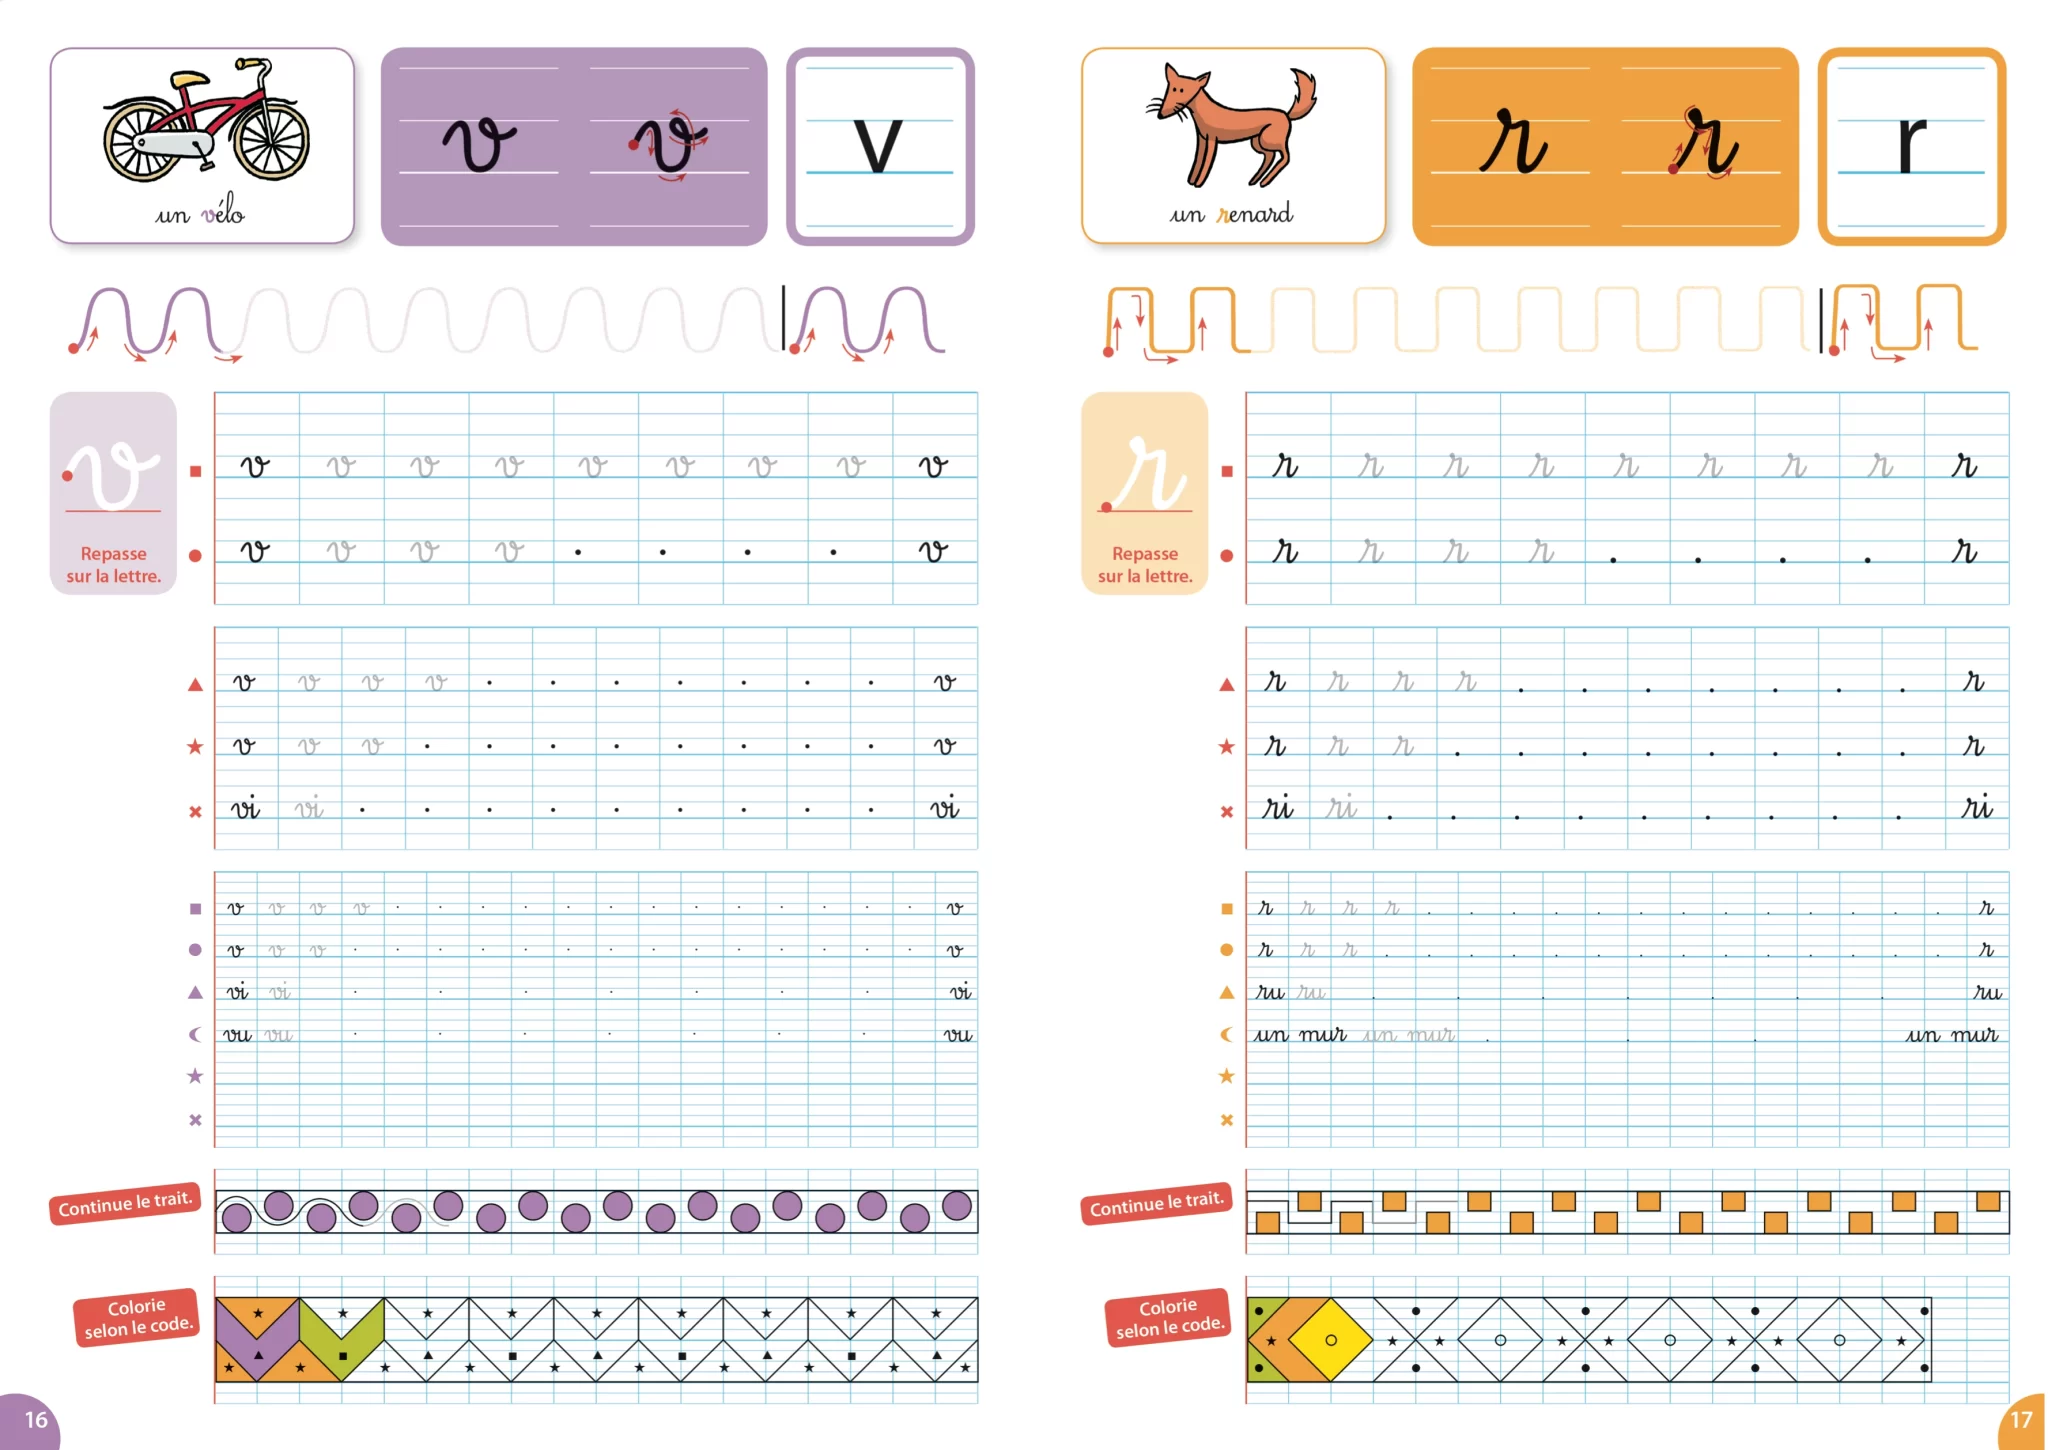 v v v
un vélo
v v v v v v v v v v
Repasse
sur la lettre.
v v v v v
v v v v v
v v v v
vi vi vi
v v v v v
v v v v
vi vi vi
vu vu vu
Continue le trait.
Colorie
selon le code.
16
r r r
un renard
r r r r r r r r r r
Repasse
sur la lettre.
r r r r r
r r r r r
r r r r
ri ri ri
r r r r r
r r r r
ru ru ru
un mur un mur un mur
Continue le trait.
Colorie
selon le code.
17